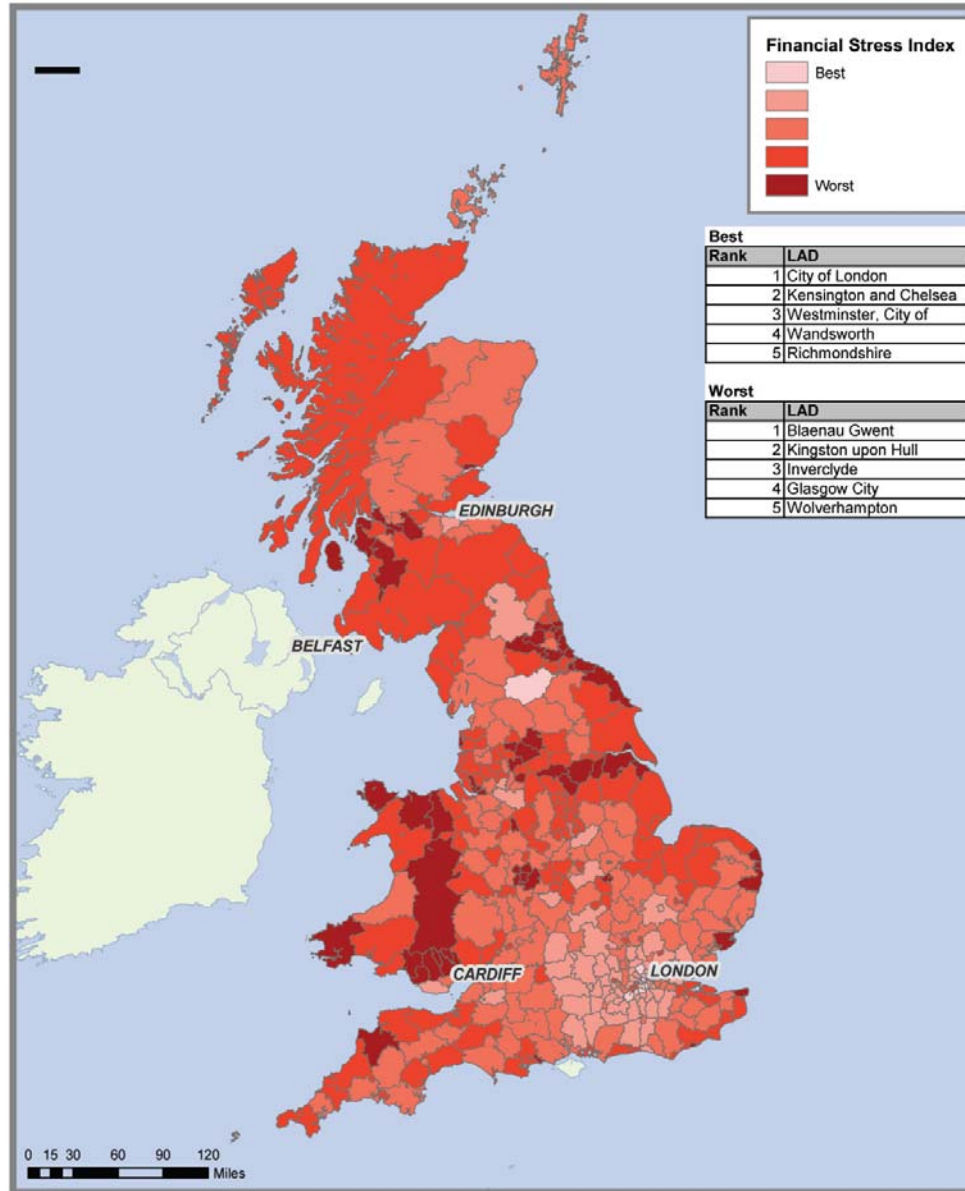 Financial Stress Index
Best
Worst
Best
Rank LAD
1 City of London
2 Kensington and Chelsea
3 Westminster, City of
4 Wandsworth
5 Richmondshire
Worst
Rank LAD
1 Blaenau Gwent
2 Kingston upon Hull
3 Inverclyde
4 Glasgow City
5 Wolverhampton
EDINBURGH
BELFAST
CARDIFF
LONDON
0 15 30 60 90 120
Miles